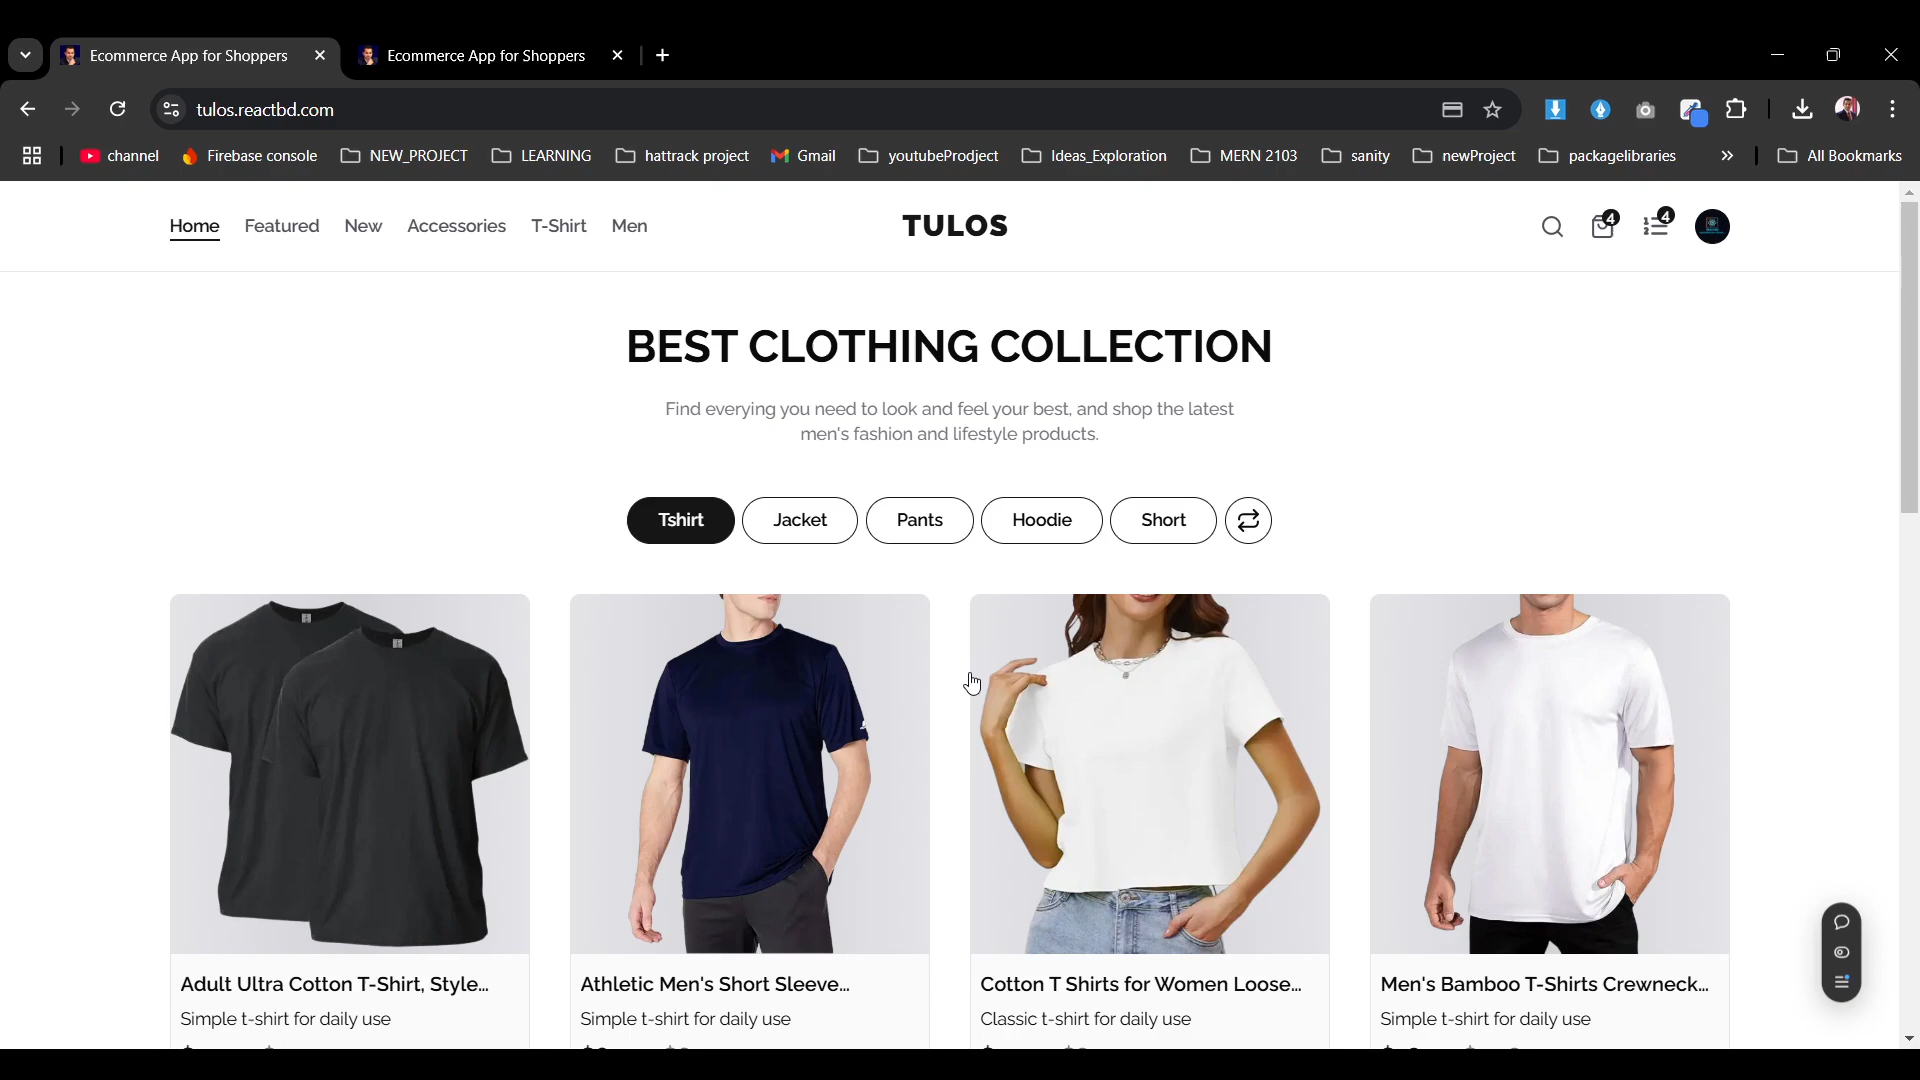 Ecommerce App for Shoppers
Ecommerce App for Shoppers
tulos.reactbd.com
channel Firebase console NEW_PROJECT LEARNING hattrack project Gmail youtubeProdject Ideas_Exploration MERN 2103 sanity newProject packagelibraries » All Bookmarks
Home Featured New Accessories T-Shirt Men
TULOS
4 4
BEST CLOTHING COLLECTION
Find everying you need to look and feel your best, and shop the latest
men's fashion and lifestyle products.
Tshirt Jacket Pants Hoodie Short
Adult Ultra Cotton T-Shirt, Style...
Simple t-shirt for daily use
Athletic Men's Short Sleeve...
Simple t-shirt for daily use
Cotton T Shirts for Women Loose...
Classic t-shirt for daily use
Men's Bamboo T-Shirts Crewneck...
Simple t-shirt for daily use